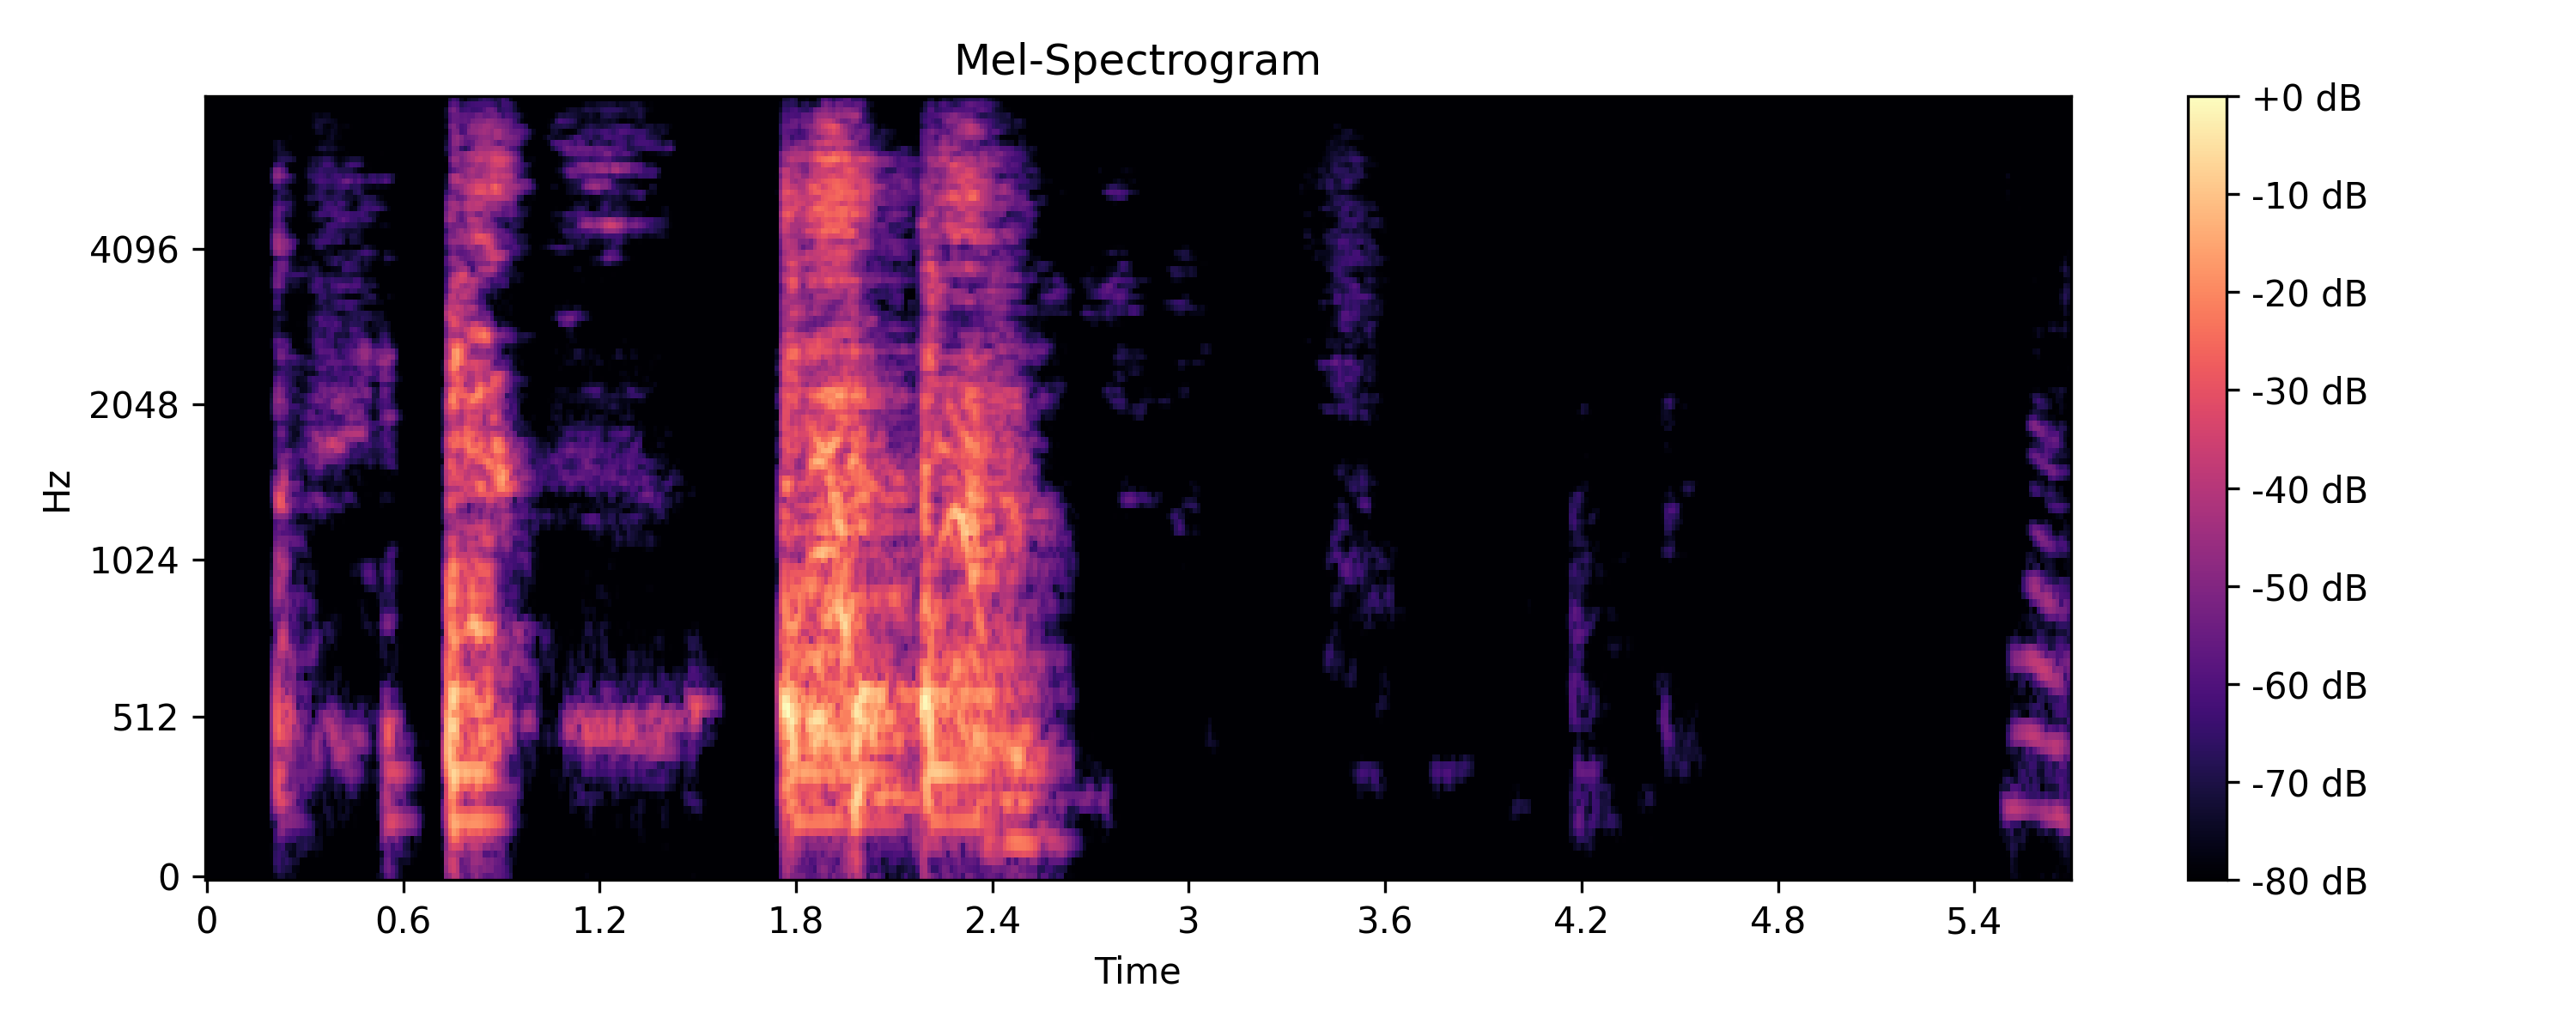 Mel-Spectrogram
+0 dB
-10 dB
-20 dB
-30 dB
-40 dB
-50 dB
-60 dB
-70 dB
-80 dB
Hz
4096
2048
1024
512
0
0 0.6 1.2 1.8 2.4 3 3.6 4.2 4.8 5.4
Time